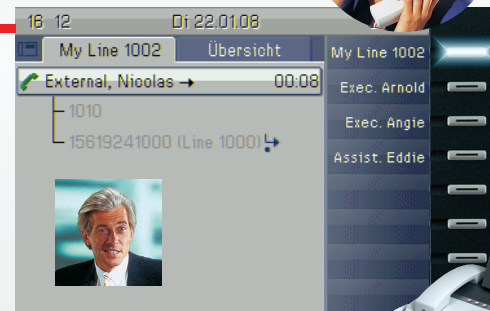 16 12 Di 22.01.08
My Line 1002 Übersicht
External, Nicolas → 00:08
1010
15619241000 (Line 1000)
My Line 1002
Exec. Arnold
Exec. Angie
Assist. Eddie